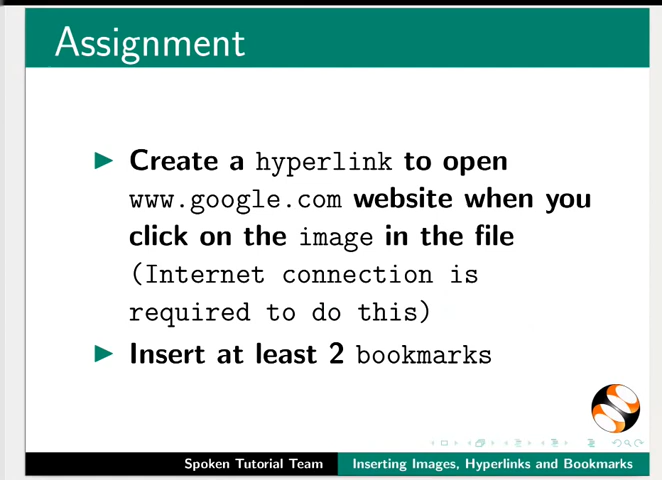 Assignment
Create a hyperlink to open
www.google.com website when you
click on the image in the file
(Internet connection is
required to do this)
Insert at least 2 bookmarks
Spoken Tutorial Team
Inserting Images, Hyperlinks and Bookmarks